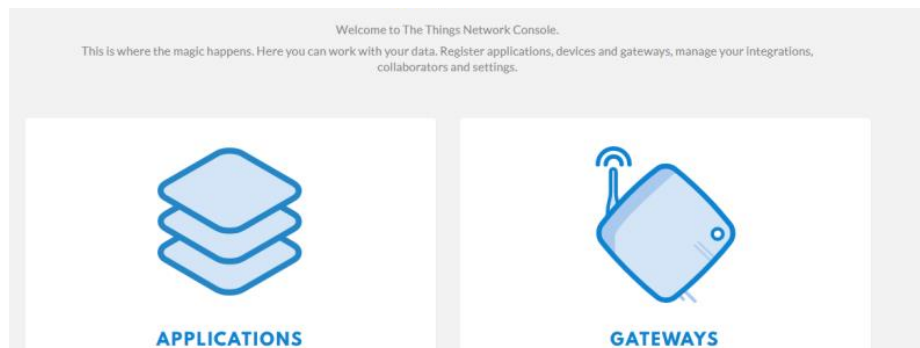 Welcome to The Things Network Console.
This is where the magic happens. Here you can work with your data. Register applications, devices and gateways, manage your integrations,
collaborators and settings.
APPLICATIONS
GATEWAYS